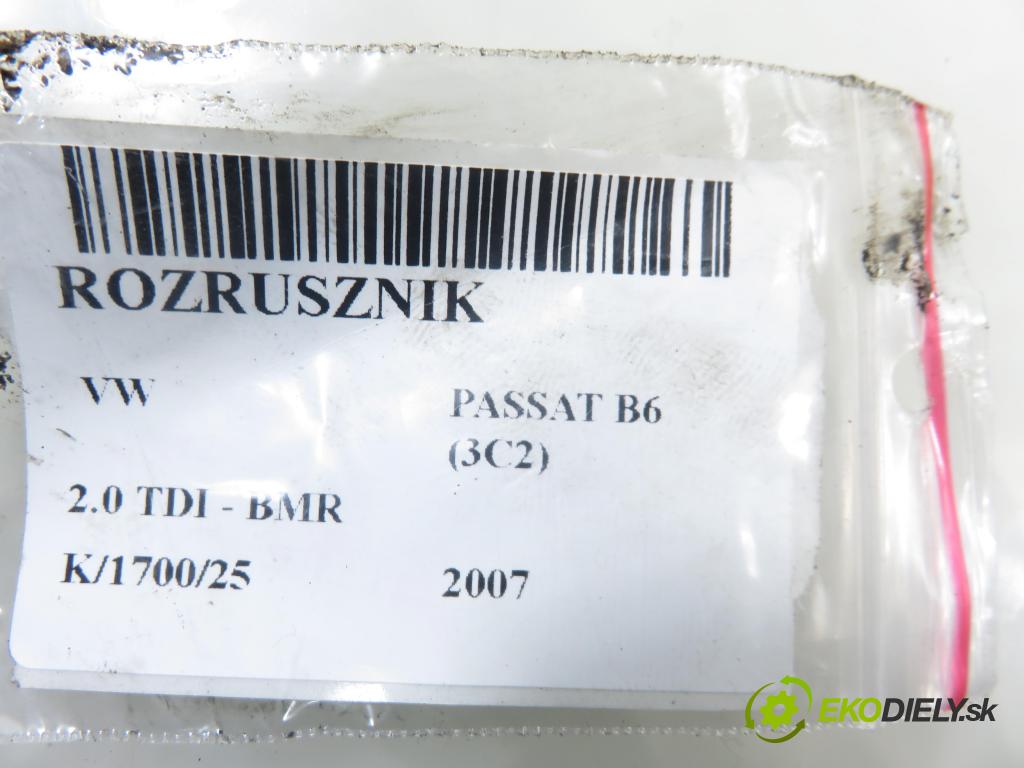 ROZRUSZNIK
VW PASSAT B6
(3C2)
2.0 TDI - BMR
K/1700/25 2007
EKODIELY.sk